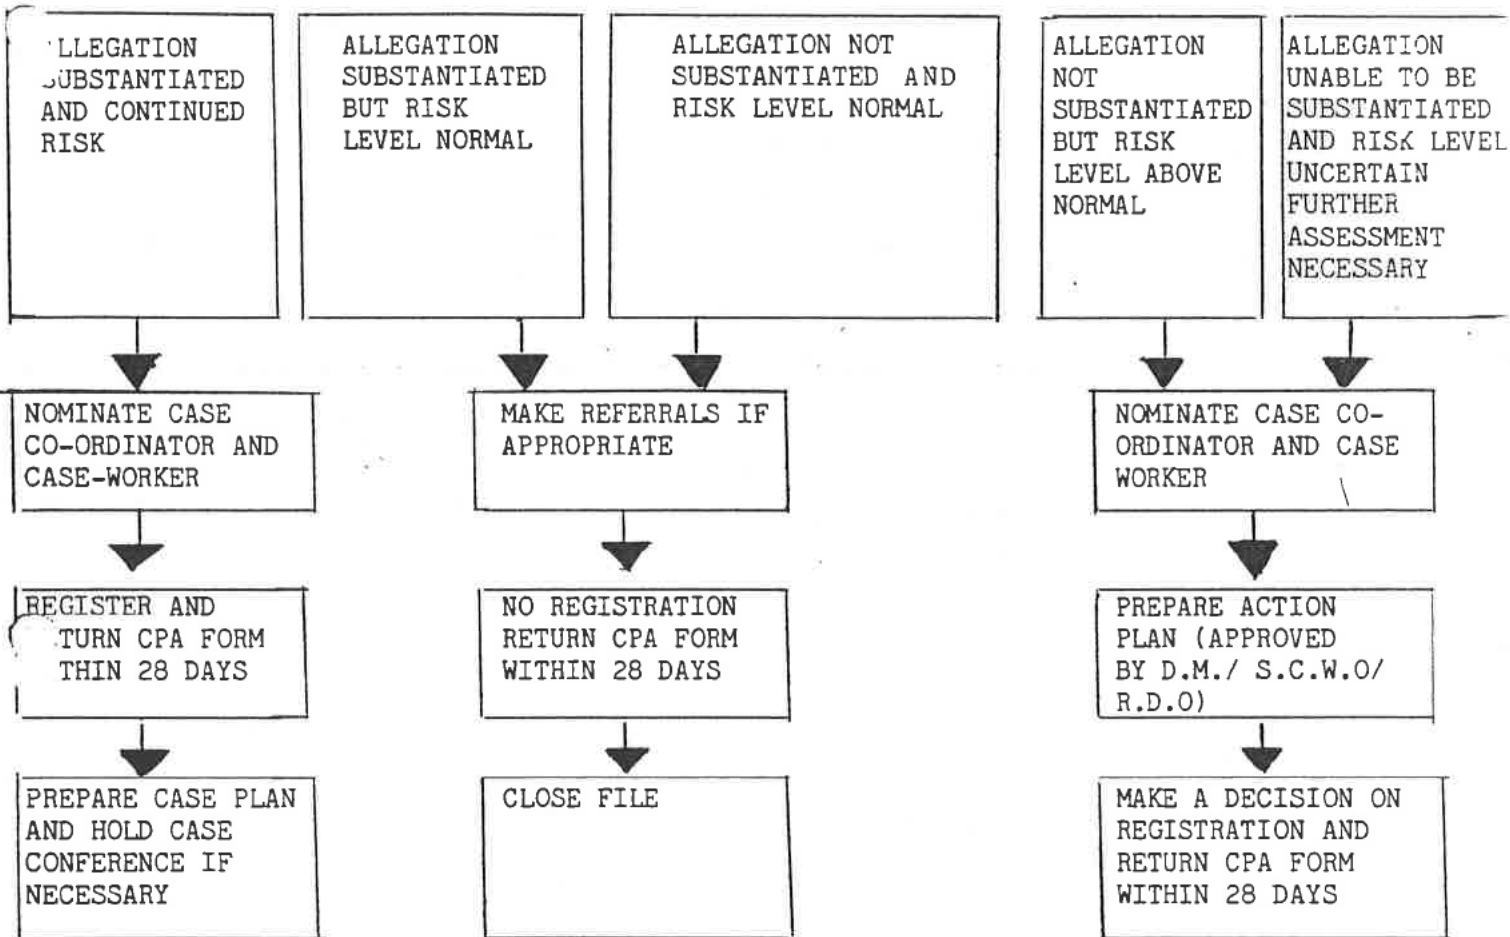 SUBSTANTIATED
AND CONTINUED
RISK
ALLEGATION
SUBSTANTIATED
BUT RISK
LEVEL NORMAL
ALLEGATION NOT
SUBSTANTIATED AND
RISK LEVEL NORMAL
ALLEGATION
NOT
SUBSTANTIATED
BUT RISK
LEVEL ABOVE
NORMAL
ALLEGATION
UNABLE TO BE
SUBSTANTIATED
AND RISK LEVEL
UNCERTAIN
FURTHER
ASSESSMENT
NECESSARY
NOMINATE CASE
CO-ORDINATOR AND
CASE-WORKER
MAKE REFERRALS IF
APPROPRIATE
NOMINATE CASE CO-
ORDINATOR AND CASE
WORKER
REGISTER AND
TURN CPA FORM
THIN 28 DAYS
NO REGISTRATION
RETURN CPA FORM
WITHIN 28 DAYS
PREPARE ACTION
PLAN (APPROVED
BY D.M./ S.C.W.O/
R.D.O)
PREPARE CASE PLAN
AND HOLD CASE
CONFERENCE IF
NECESSARY
CLOSE FILE
MAKE A DECISION ON
REGISTRATION AND
RETURN CPA FORM
WITHIN 28 DAYS